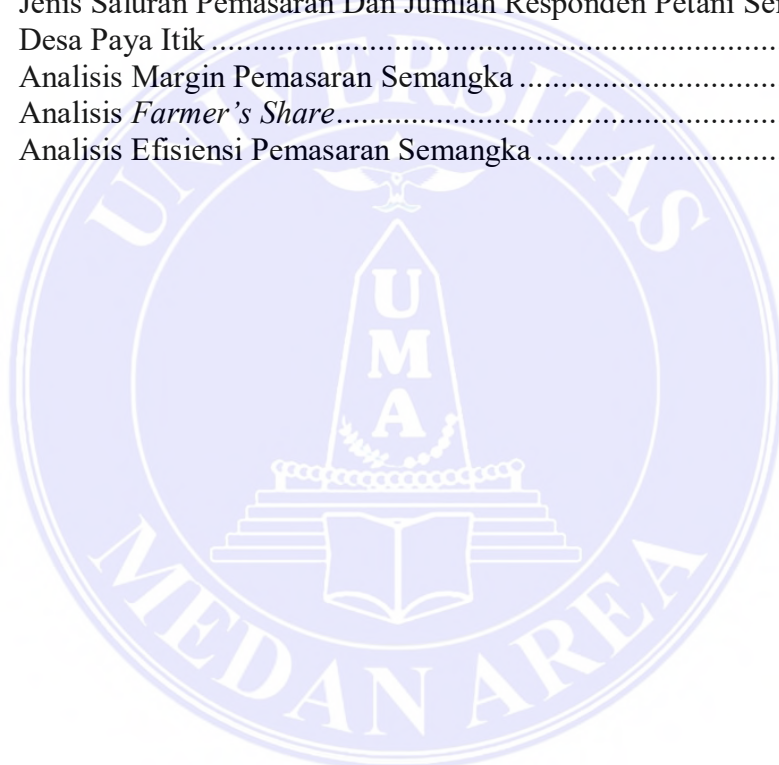 Jenis Saluran Pemasaran Dan Jumlah Responden Petani
Desa Paya Itik ......................................................................
Analisis Margin Pemasaran Semangka ................................
Analisis Farmer's Share.......................................................
Analisis Efisiensi Pemasaran Semangka ..............................
UNIVERSITAS
UMA
MEDAN AREA